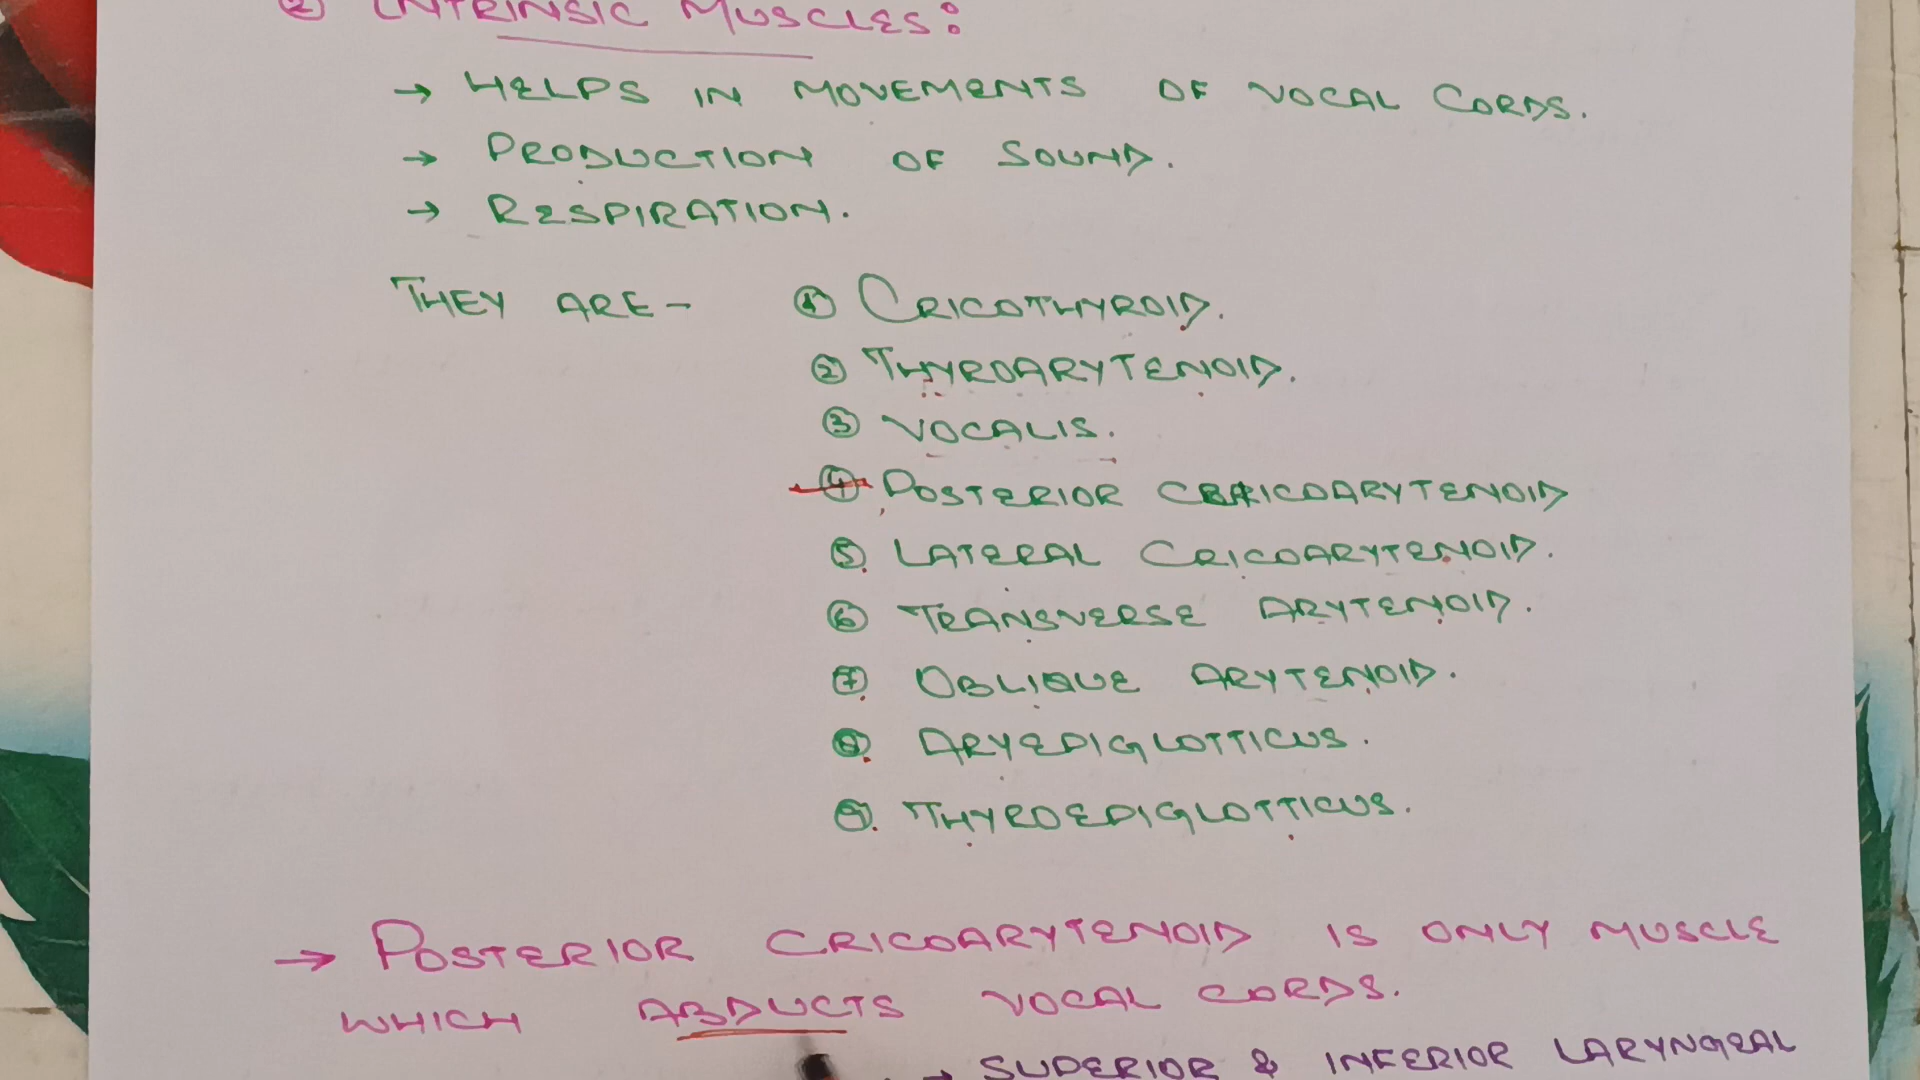 ② INTRINSIC MUSCLES:
→ HELPS IN MOVEMENTS OF VOCAL CORDS.
→ PRODUCTION OF SOUND.
→ RESPIRATION.
THEY ARE - ① CRICOTHYROID.
② THYROARYTENOID.
③ VOCALIS.
④ POSTERIOR CRICOARYTENOID
⑤ LATERAL CRICOARYTENOID.
⑥ TRANSVERSE ARYTENOID.
⑦ OBLIQUE ARYTENOID.
⑧ ARYEPIGLOTTICUS.
⑨. THYROEPIGLOTTICUS.
→ POSTERIOR CRICOARYTENOID IS ONLY MUSCLE
WHICH ABDUCTS VOCAL CORDS.
→ SUPERIOR & INFERIOR LARYNGEAL